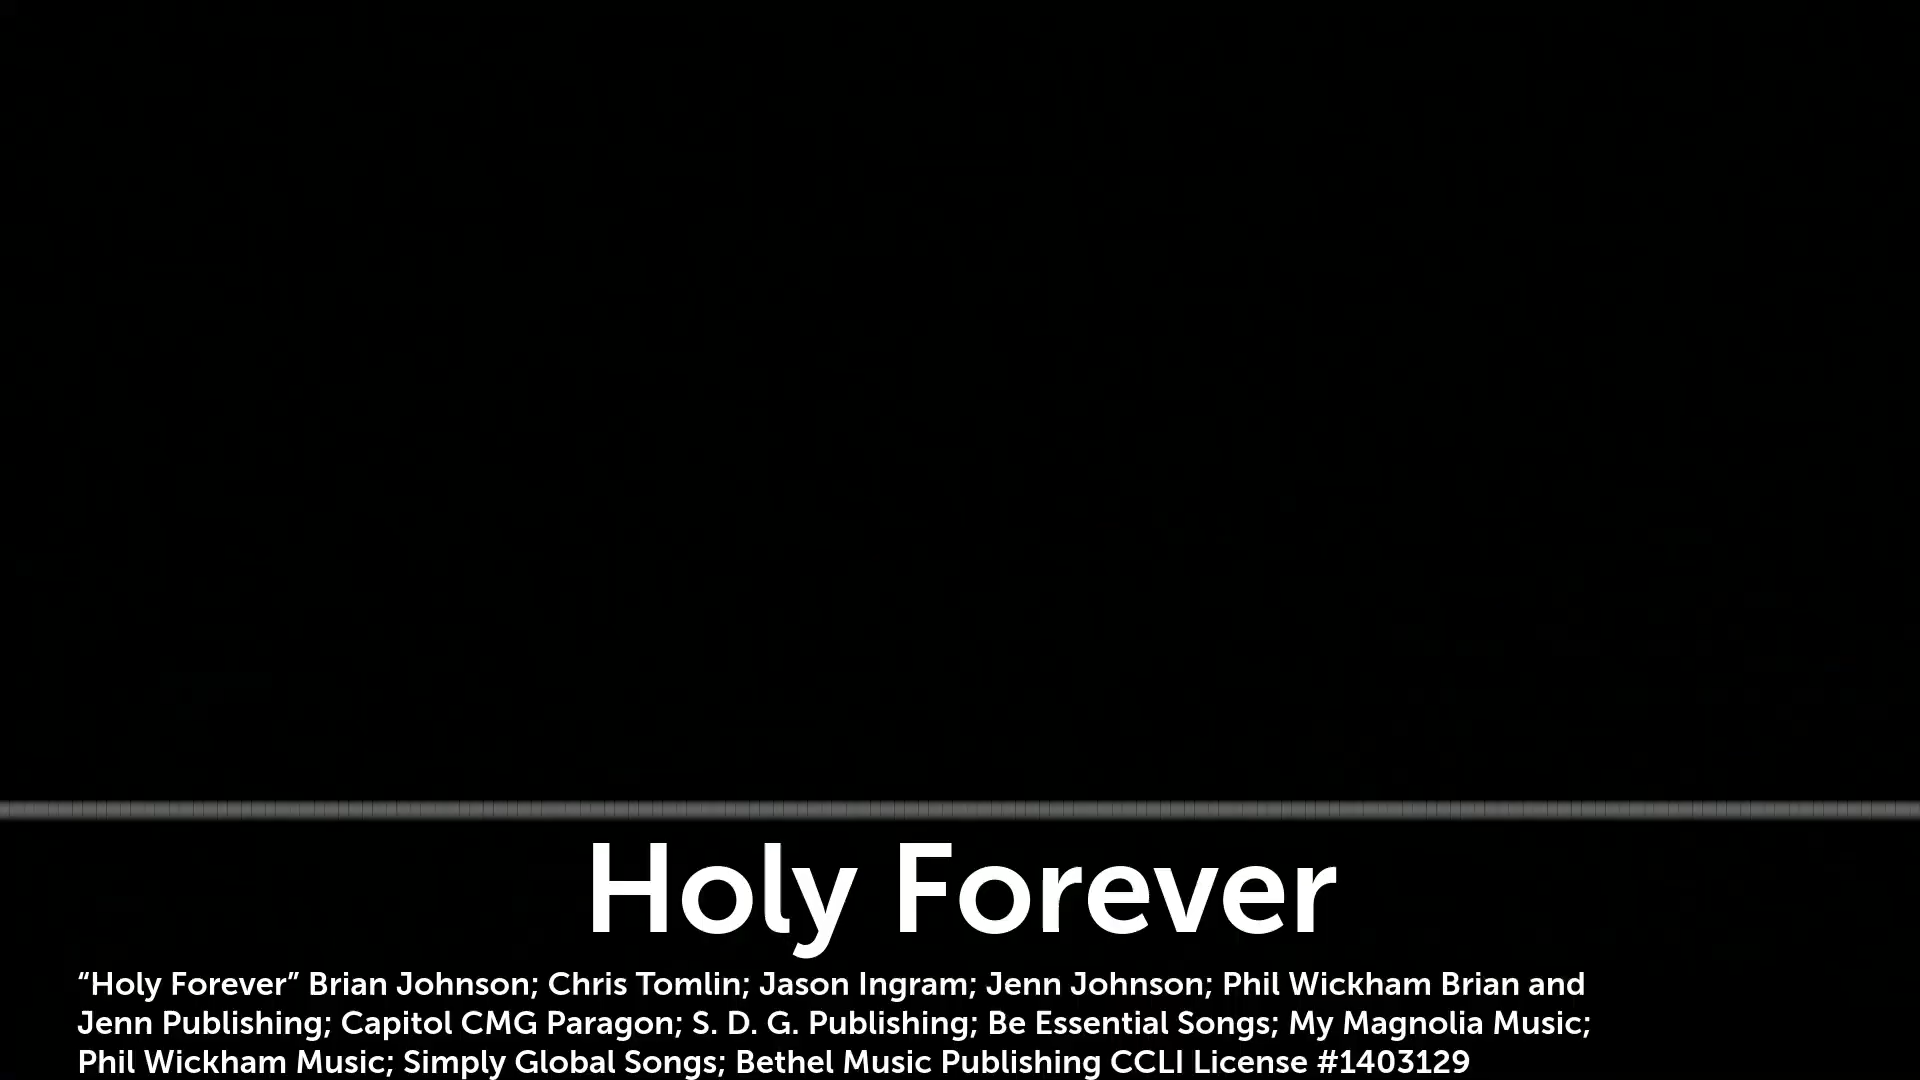 Holy Forever
“Holy Forever” Brian Johnson; Chris Tomlin; Jason Ingram; Jenn Johnson; Phil Wickham Brian and
Jenn Publishing; Capitol CMG Paragon; S. D. G. Publishing; Be Essential Songs; My Magnolia Music;
Phil Wickham Music; Simply Global Songs; Bethel Music Publishing CCLI License #1403129